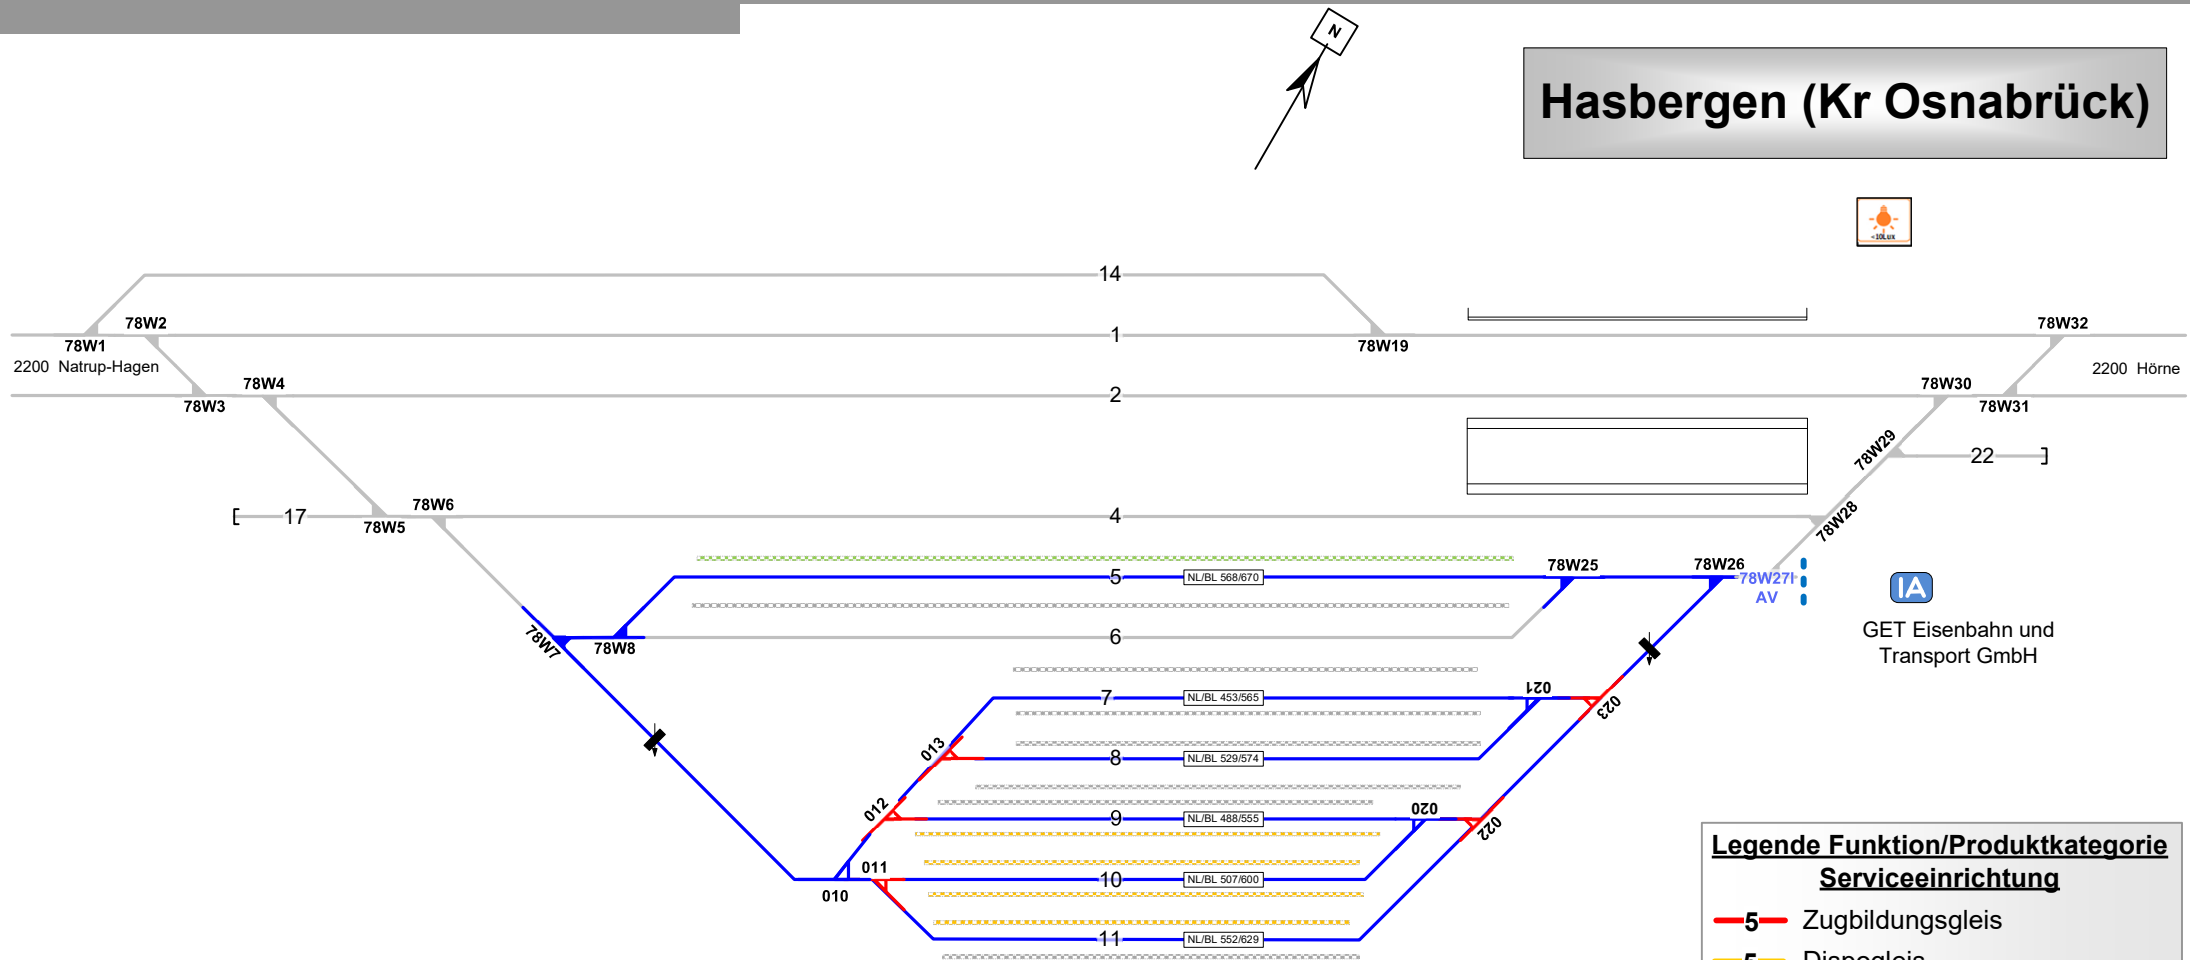 N
Hasbergen (Kr Osnabrück)
<10Lux
14
78W2
1
78W32
78W1
78W19
2200 Natrup-Hagen
2200 Hörne
78W4
2
78W30
78W3
78W31
78W29
22
17
78W6
4
78W5
78W28
5
NL/BL 568/670
78W25
78W26
78W27I
AV
IA
GET Eisenbahn und
Transport GmbH
78W7
78W8
6
7
NL/BL 453/565
021
023
013
8
NL/BL 529/574
012
9
NL/BL 488/555
020
022
011
10
NL/BL 507/600
010
11
NL/BL 552/629
Legende Funktion/Produktkategorie
Serviceeinrichtung
5 Zugbildungsgleis
5 Dispogleis